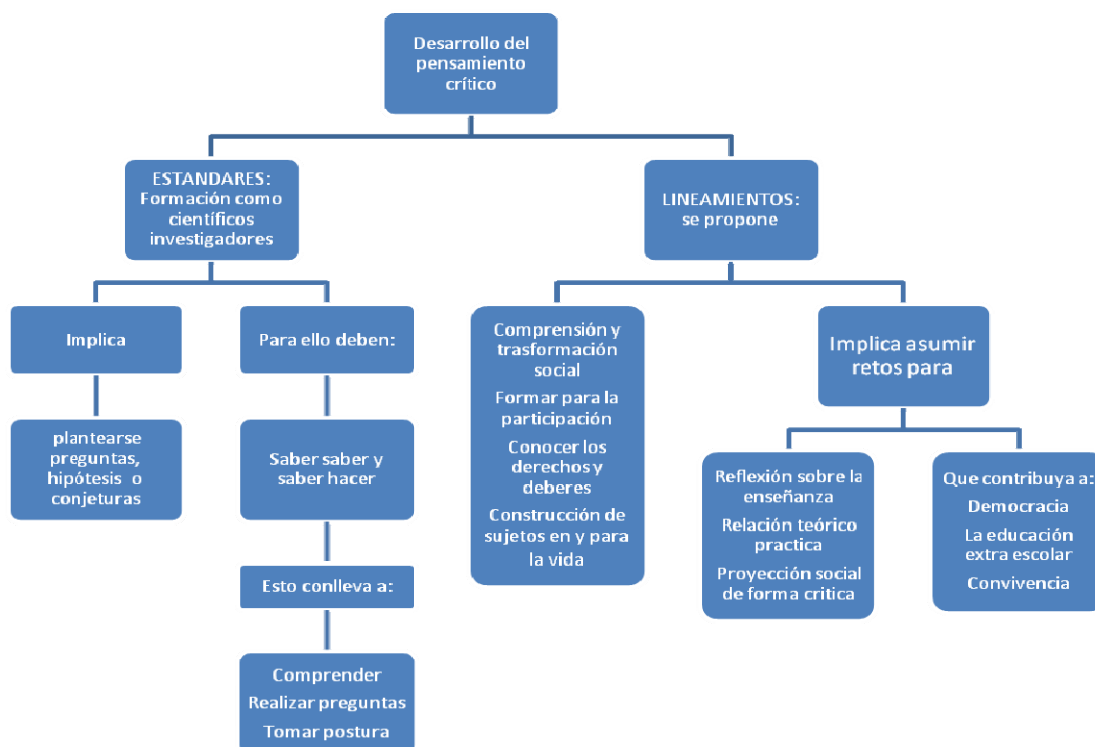 Desarrollo del
pensamiento
crítico
ESTANDARES:
Formación como
científicos
investigadores
LINEAMIENTOS:
se propone
Implica
Para ello deben:
Comprensión y
trasformación
social
Formar para la
participación
Conocer los
derechos y
deberes
Construcción de
sujetos en y para
la vida
Implica asumir
retos para
plantearse
preguntas,
hipótesis o
conjeturas
Saber saber y
saber hacer
Reflexión sobre la
enseñanza
Relación teórico
practica
Proyección social
de forma critica
Que contribuya a:
Democracia
La educación
extra escolar
Convivencia
Esto conlleva a:
Comprender
Realizar preguntas
Tomar postura